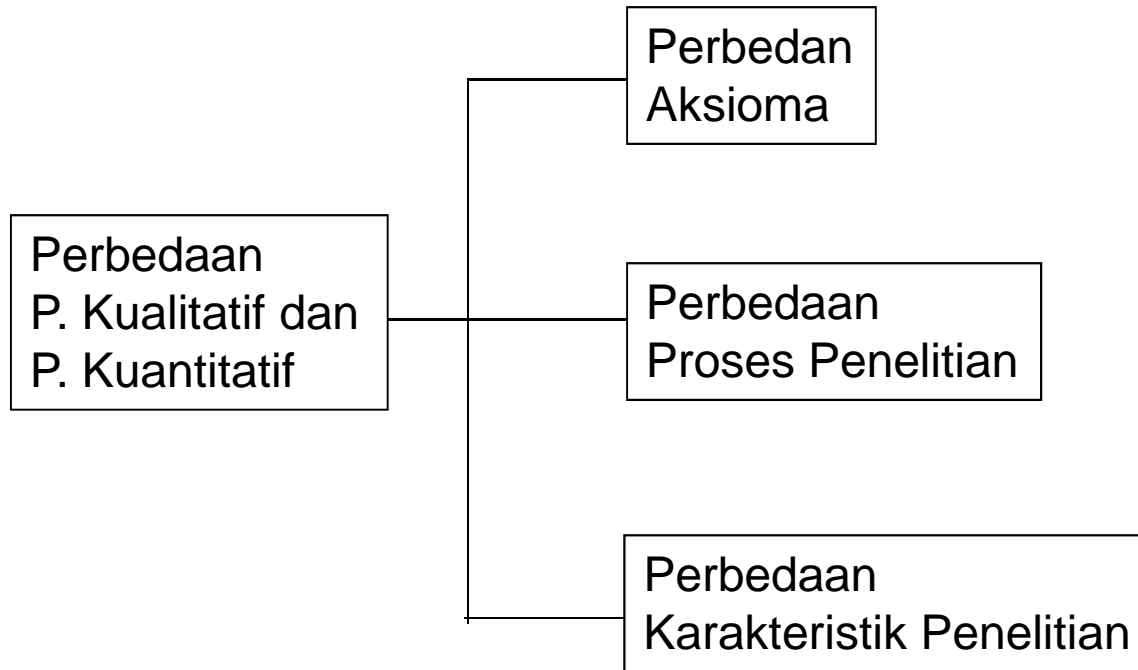 Perbedan
Aksioma
Perbedaan
P. Kualitatif dan
P. Kuantitatif
Perbedaan
Proses Penelitian
Perbedaan
Karakteristik Penelitian